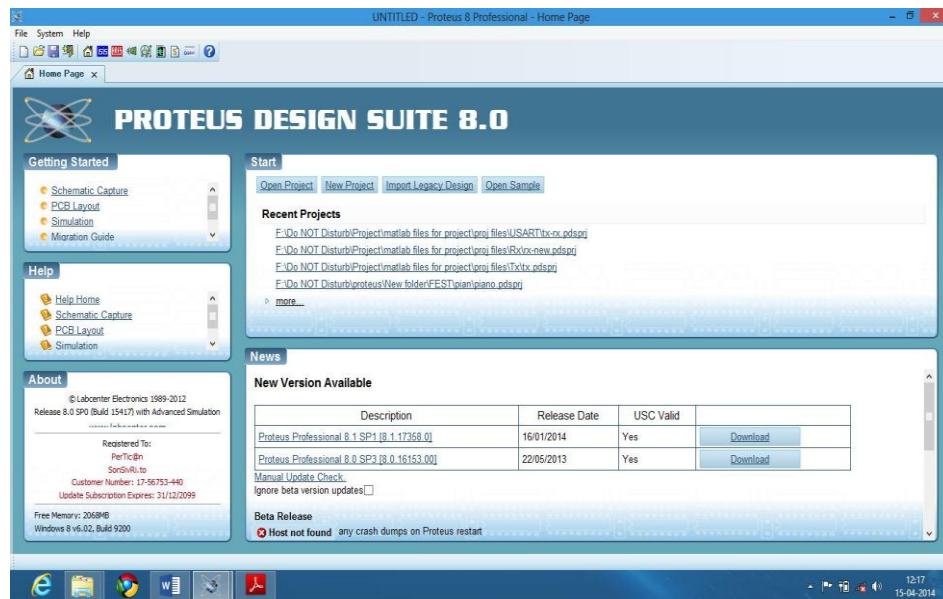 UNTITLED - Proteus 8 Professional - Home Page
File System Help
Home Page x
PROTEUS DESIGN SUITE 8.0
Getting Started
Schematic Capture
PCB Layout
Simulation
Migration Guide
Help
Help Home
Schematic Capture
PCB Layout
Simulation
About
© Labcenter Electronics 1989-2012
Release 8.0 SP0 (Build 15417) with Advanced Simulation
Registered To:
PerTic@n
SonSivRi.to
Customer Number: 17-56753-440
Update Subscription Expires: 31/12/2099
Free Memory: 2068MB
Windows 8 v6.02, Build 9200
Start
Open Project New Project Import Legacy Design Open Sample
Recent Projects
F:\Do NOT Disturb\Project\matlab files for project\proj files\USART\tx-rx.pdsprj
F:\Do NOT Disturb\Project\matlab files for project\proj files\Rx\rx-new.pdsprj
F:\Do NOT Disturb\Project\matlab files for project\proj files\Tx\tx.pdsprj
F:\Do NOT Disturb\proteus\New folder\FEST\pian\piano.pdsprj
more...
News
New Version Available
Description Release Date USC Valid
Proteus Professional 8.1 SP1 [8.1.17358.0] 16/01/2014 Yes Download
Proteus Professional 8.0 SP3 [8.0.16153.00] 22/05/2013 Yes Download
Manual Update Check.
Ignore beta version updates
Beta Release
Host not found any crash dumps on Proteus restart
12:17
15-04-2014